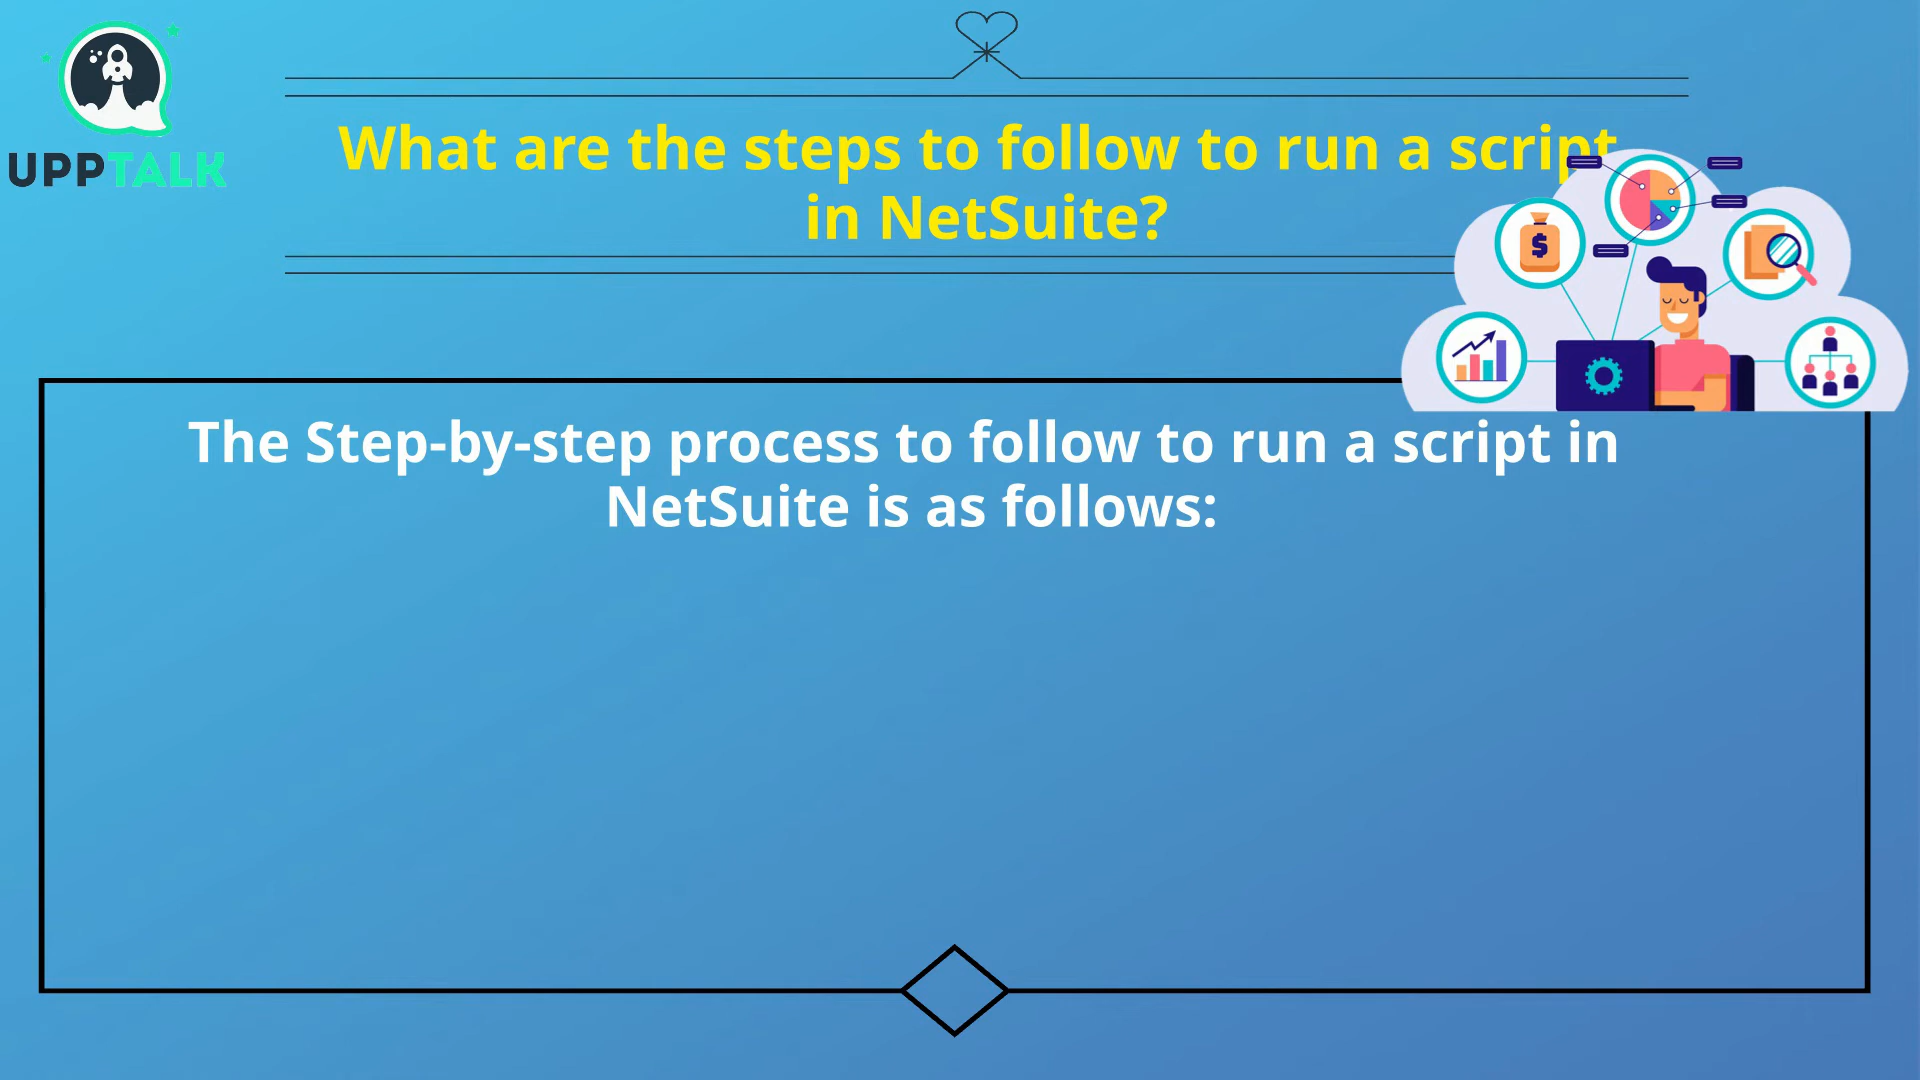 UPPTALK
What are the steps to follow to run a script
in NetSuite?
$
The Step-by-step process to follow to run a script in
NetSuite is as follows: